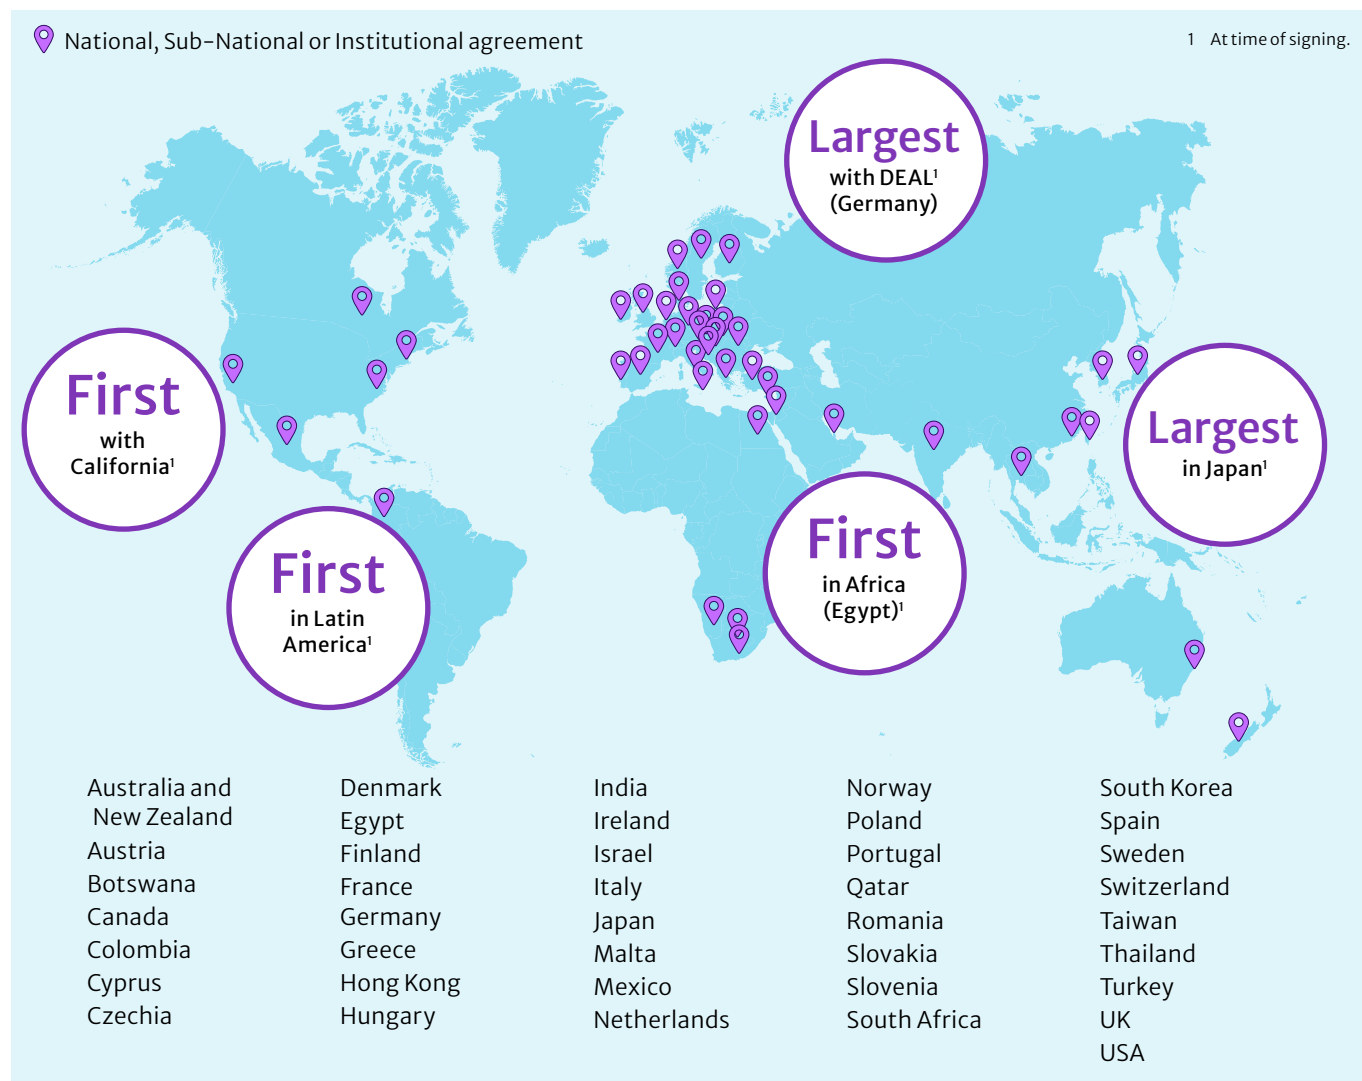 National, Sub-National or Institutional agreement
1 At time of signing.
Largest
with DEAL¹
(Germany)
First
with
California¹
Largest
in Japan¹
First
in Latin
America¹
First
in Africa
(Egypt)¹
Australia and
New Zealand
Austria
Botswana
Canada
Colombia
Cyprus
Czechia
Denmark
Egypt
Finland
France
Germany
Greece
Hong Kong
Hungary
India
Ireland
Israel
Italy
Japan
Malta
Mexico
Netherlands
Norway
Poland
Portugal
Qatar
Romania
Slovakia
Slovenia
South Africa
South Korea
Spain
Sweden
Switzerland
Taiwan
Thailand
Turkey
UK
USA